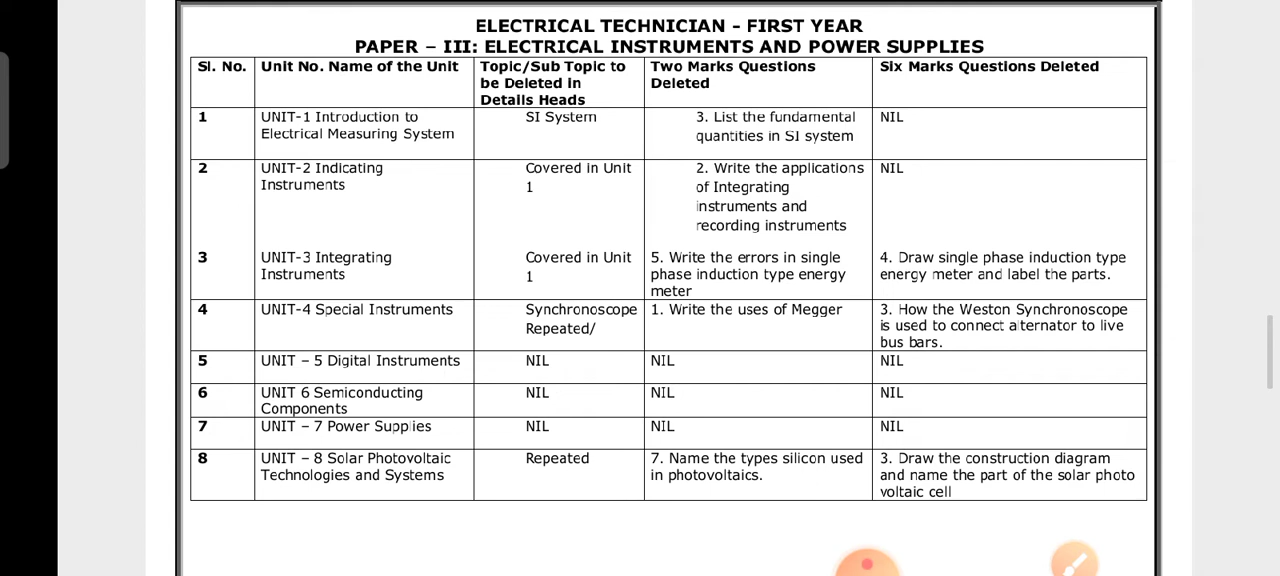 ELECTRICAL TECHNICIAN - FIRST YEAR
PAPER – III: ELECTRICAL INSTRUMENTS AND POWER SUPPLIES
Sl. No. Unit No. Name of the Unit Topic/Sub Topic to be Deleted in Details Heads Two Marks Questions Deleted Six Marks Questions Deleted
1 UNIT-1 Introduction to Electrical Measuring System SI System 3. List the fundamental quantities in SI system NIL
2 UNIT-2 Indicating Instruments Covered in Unit 1 2. Write the applications of Integrating instruments and recording instruments NIL
3 UNIT-3 Integrating Instruments Covered in Unit 1 5. Write the errors in single phase induction type energy meter 4. Draw single phase induction type energy meter and label the parts.
4 UNIT-4 Special Instruments Synchronoscope Repeated/ 1. Write the uses of Megger 3. How the Weston Synchronoscope is used to connect alternator to live bus bars.
5 UNIT – 5 Digital Instruments NIL NIL NIL
6 UNIT 6 Semiconducting Components NIL NIL NIL
7 UNIT – 7 Power Supplies NIL NIL NIL
8 UNIT – 8 Solar Photovoltaic Technologies and Systems Repeated 7. Name the types silicon used in photovoltaics. 3. Draw the construction diagram and name the part of the solar photo voltaic cell